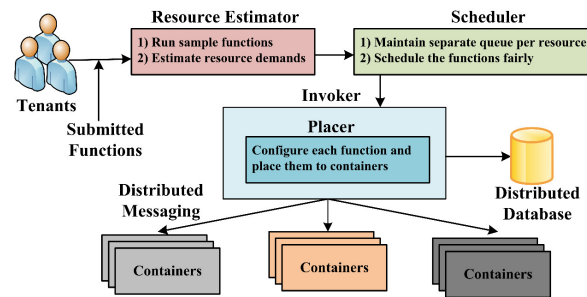 Resource Estimator
Scheduler
1) Run sample functions
2) Estimate resource demands
1) Maintain separate queue per resource
2) Schedule the functions fairly
Tenants
Submitted
Functions
Invoker
Placer
Configure each function and
place them to containers
Distributed
Database
Distributed
Messaging
Containers
Containers
Containers